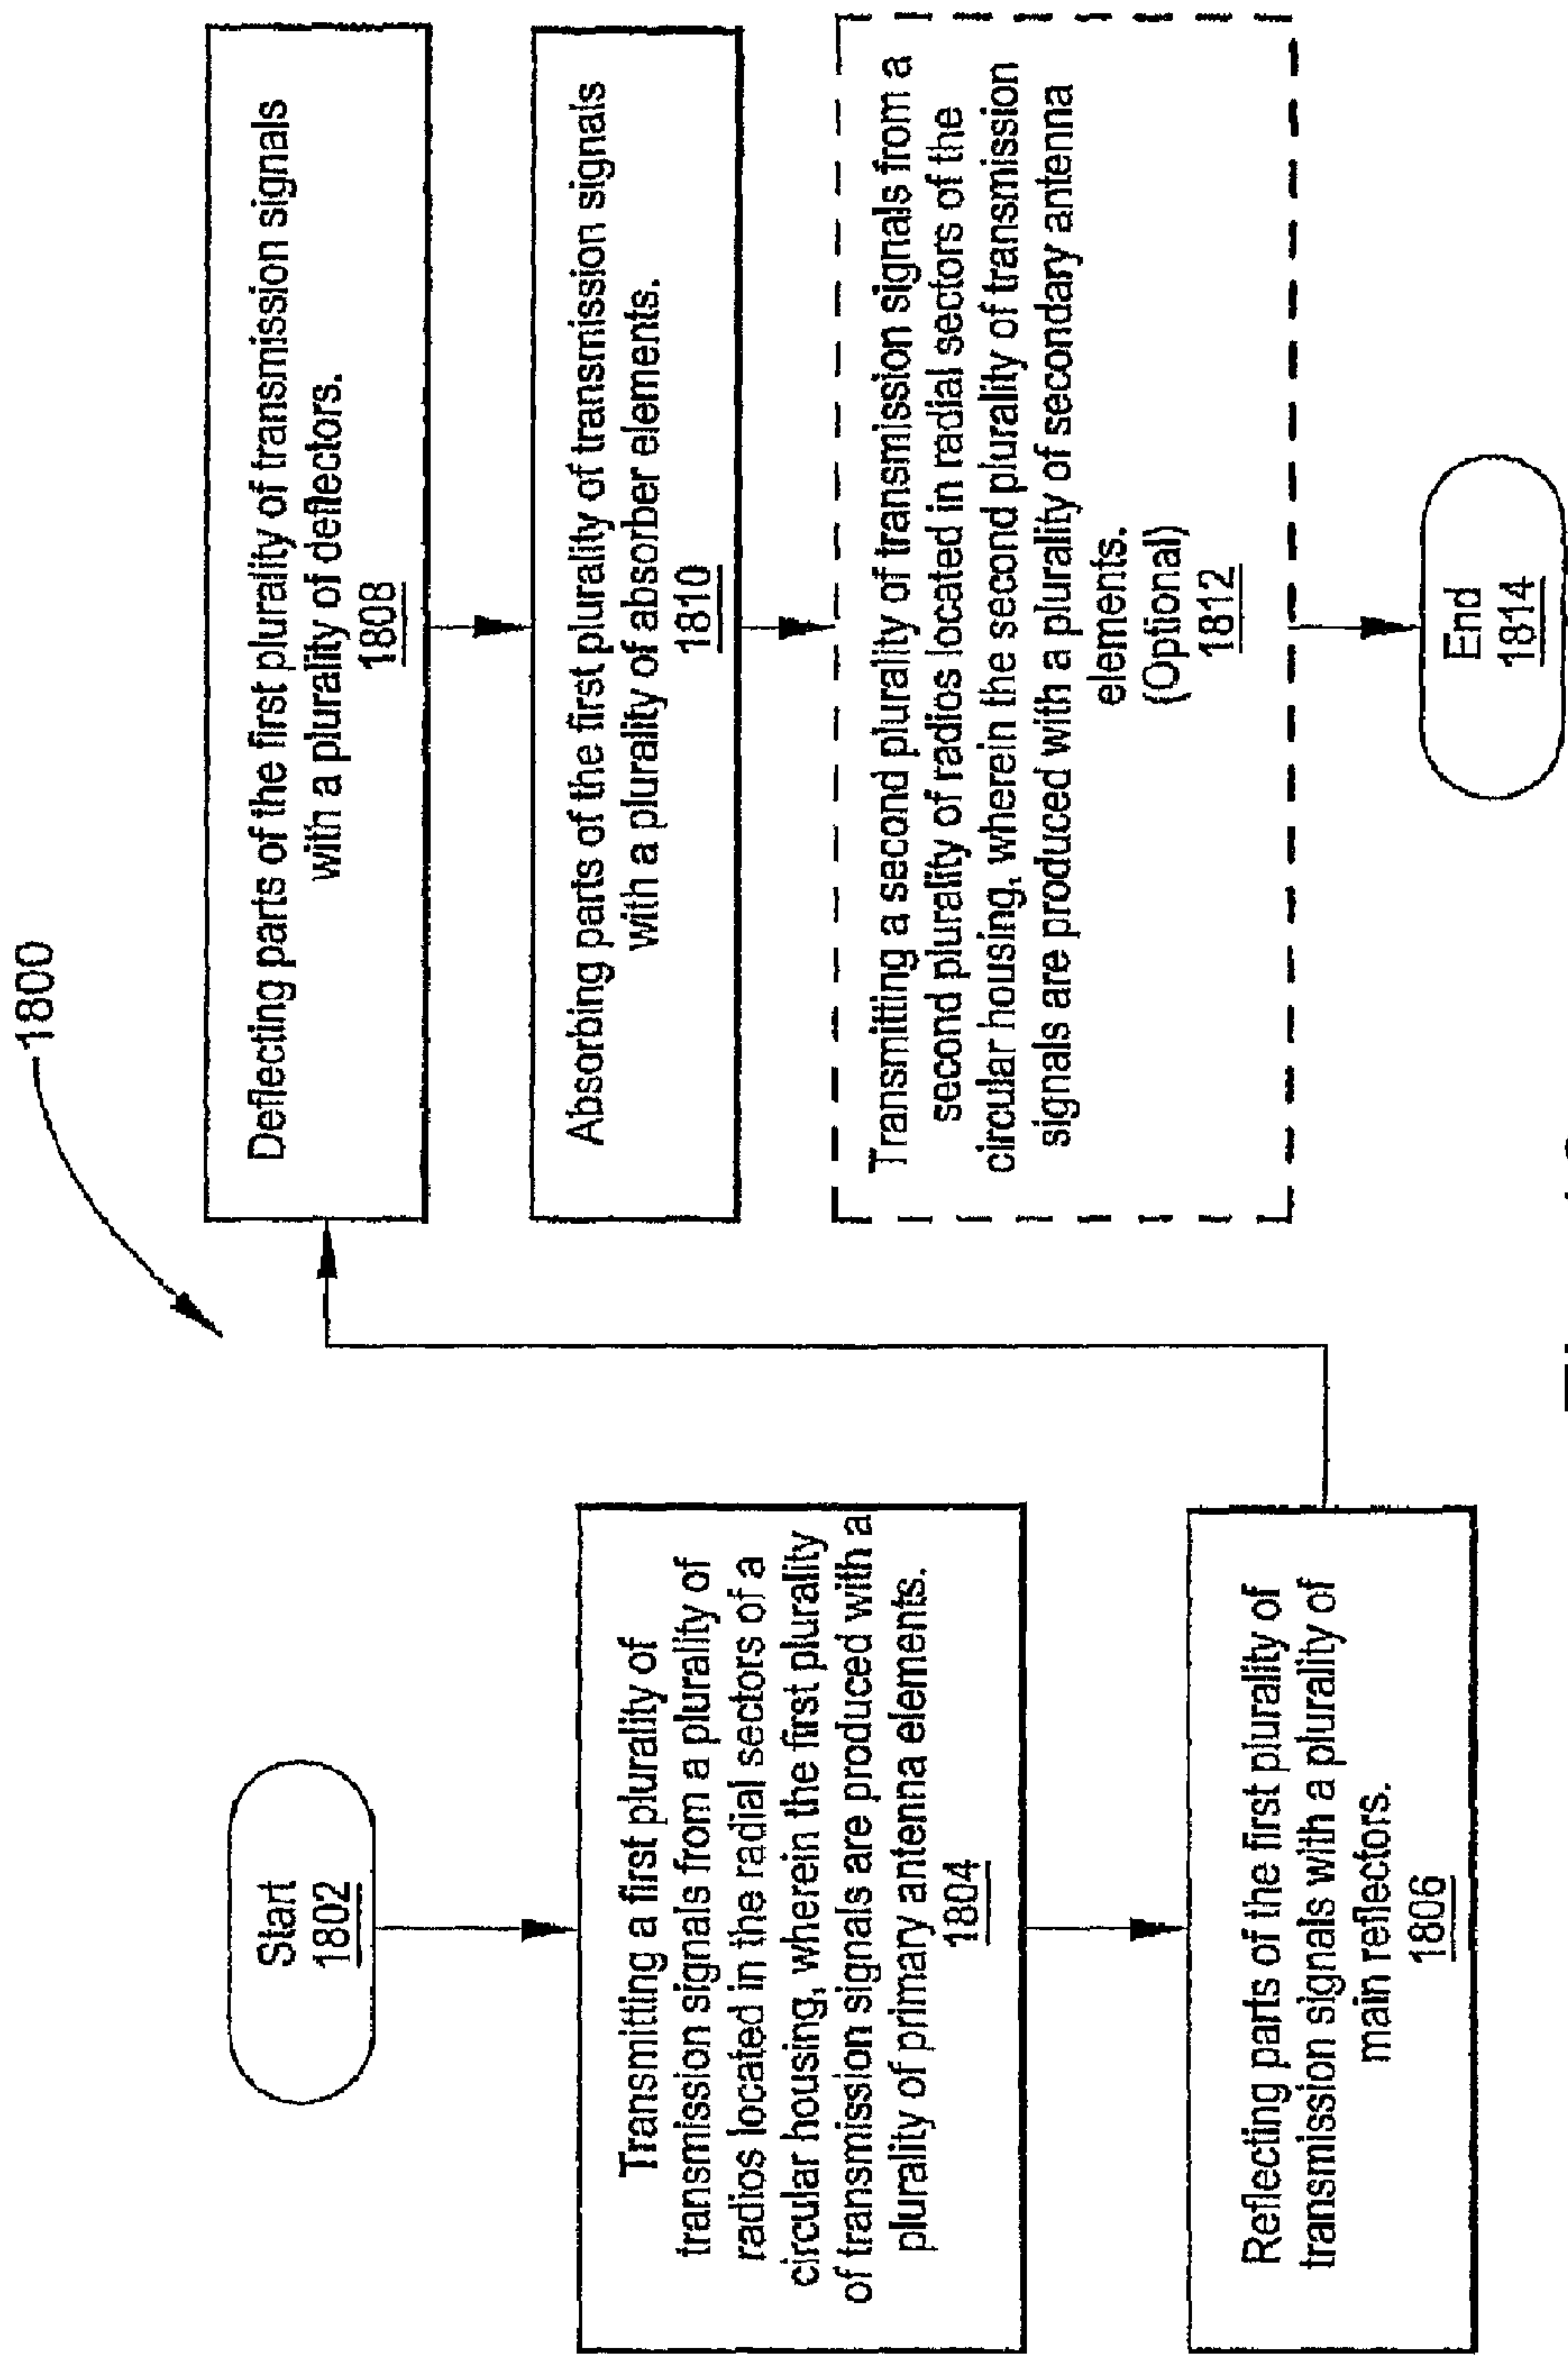 1800
Start
1802
Transmitting a first plurality of
transmission signals from a plurality of
radios located in the radial sectors of a
circular housing, wherein the first plurality
of transmission signals are produced with a
plurality of primary antenna elements.
1804
Reflecting parts of the first plurality of
transmission signals with a plurality of
main reflectors.
1806
Deflecting parts of the first plurality of transmission signals
with a plurality of deflectors.
1808
Absorbing parts of the first plurality of transmission signals
with a plurality of absorber elements.
1810
Transmitting a second plurality of transmission signals from a
second plurality of radios located in radial sectors of the
circular housing, wherein the second plurality of transmission
signals are produced with a plurality of secondary antenna
elements.
(Optional)
1812
End
1814